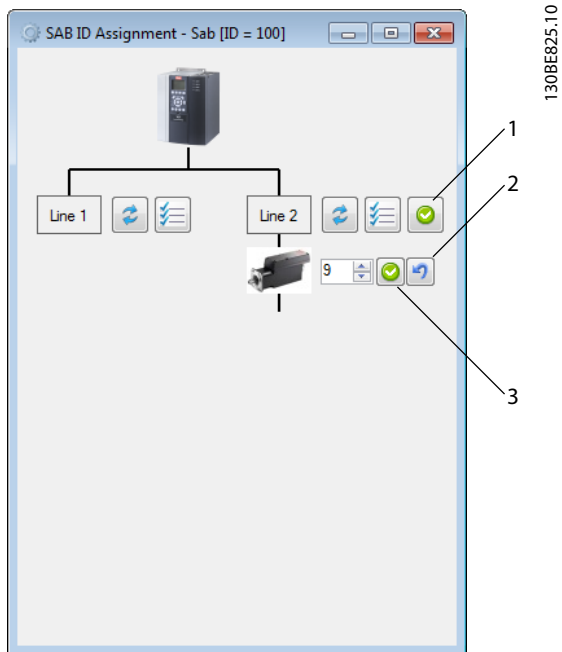 SAB ID Assignment - Sab [ID = 100]
130BE825.10
1
2
Line 1
Line 2
9
3